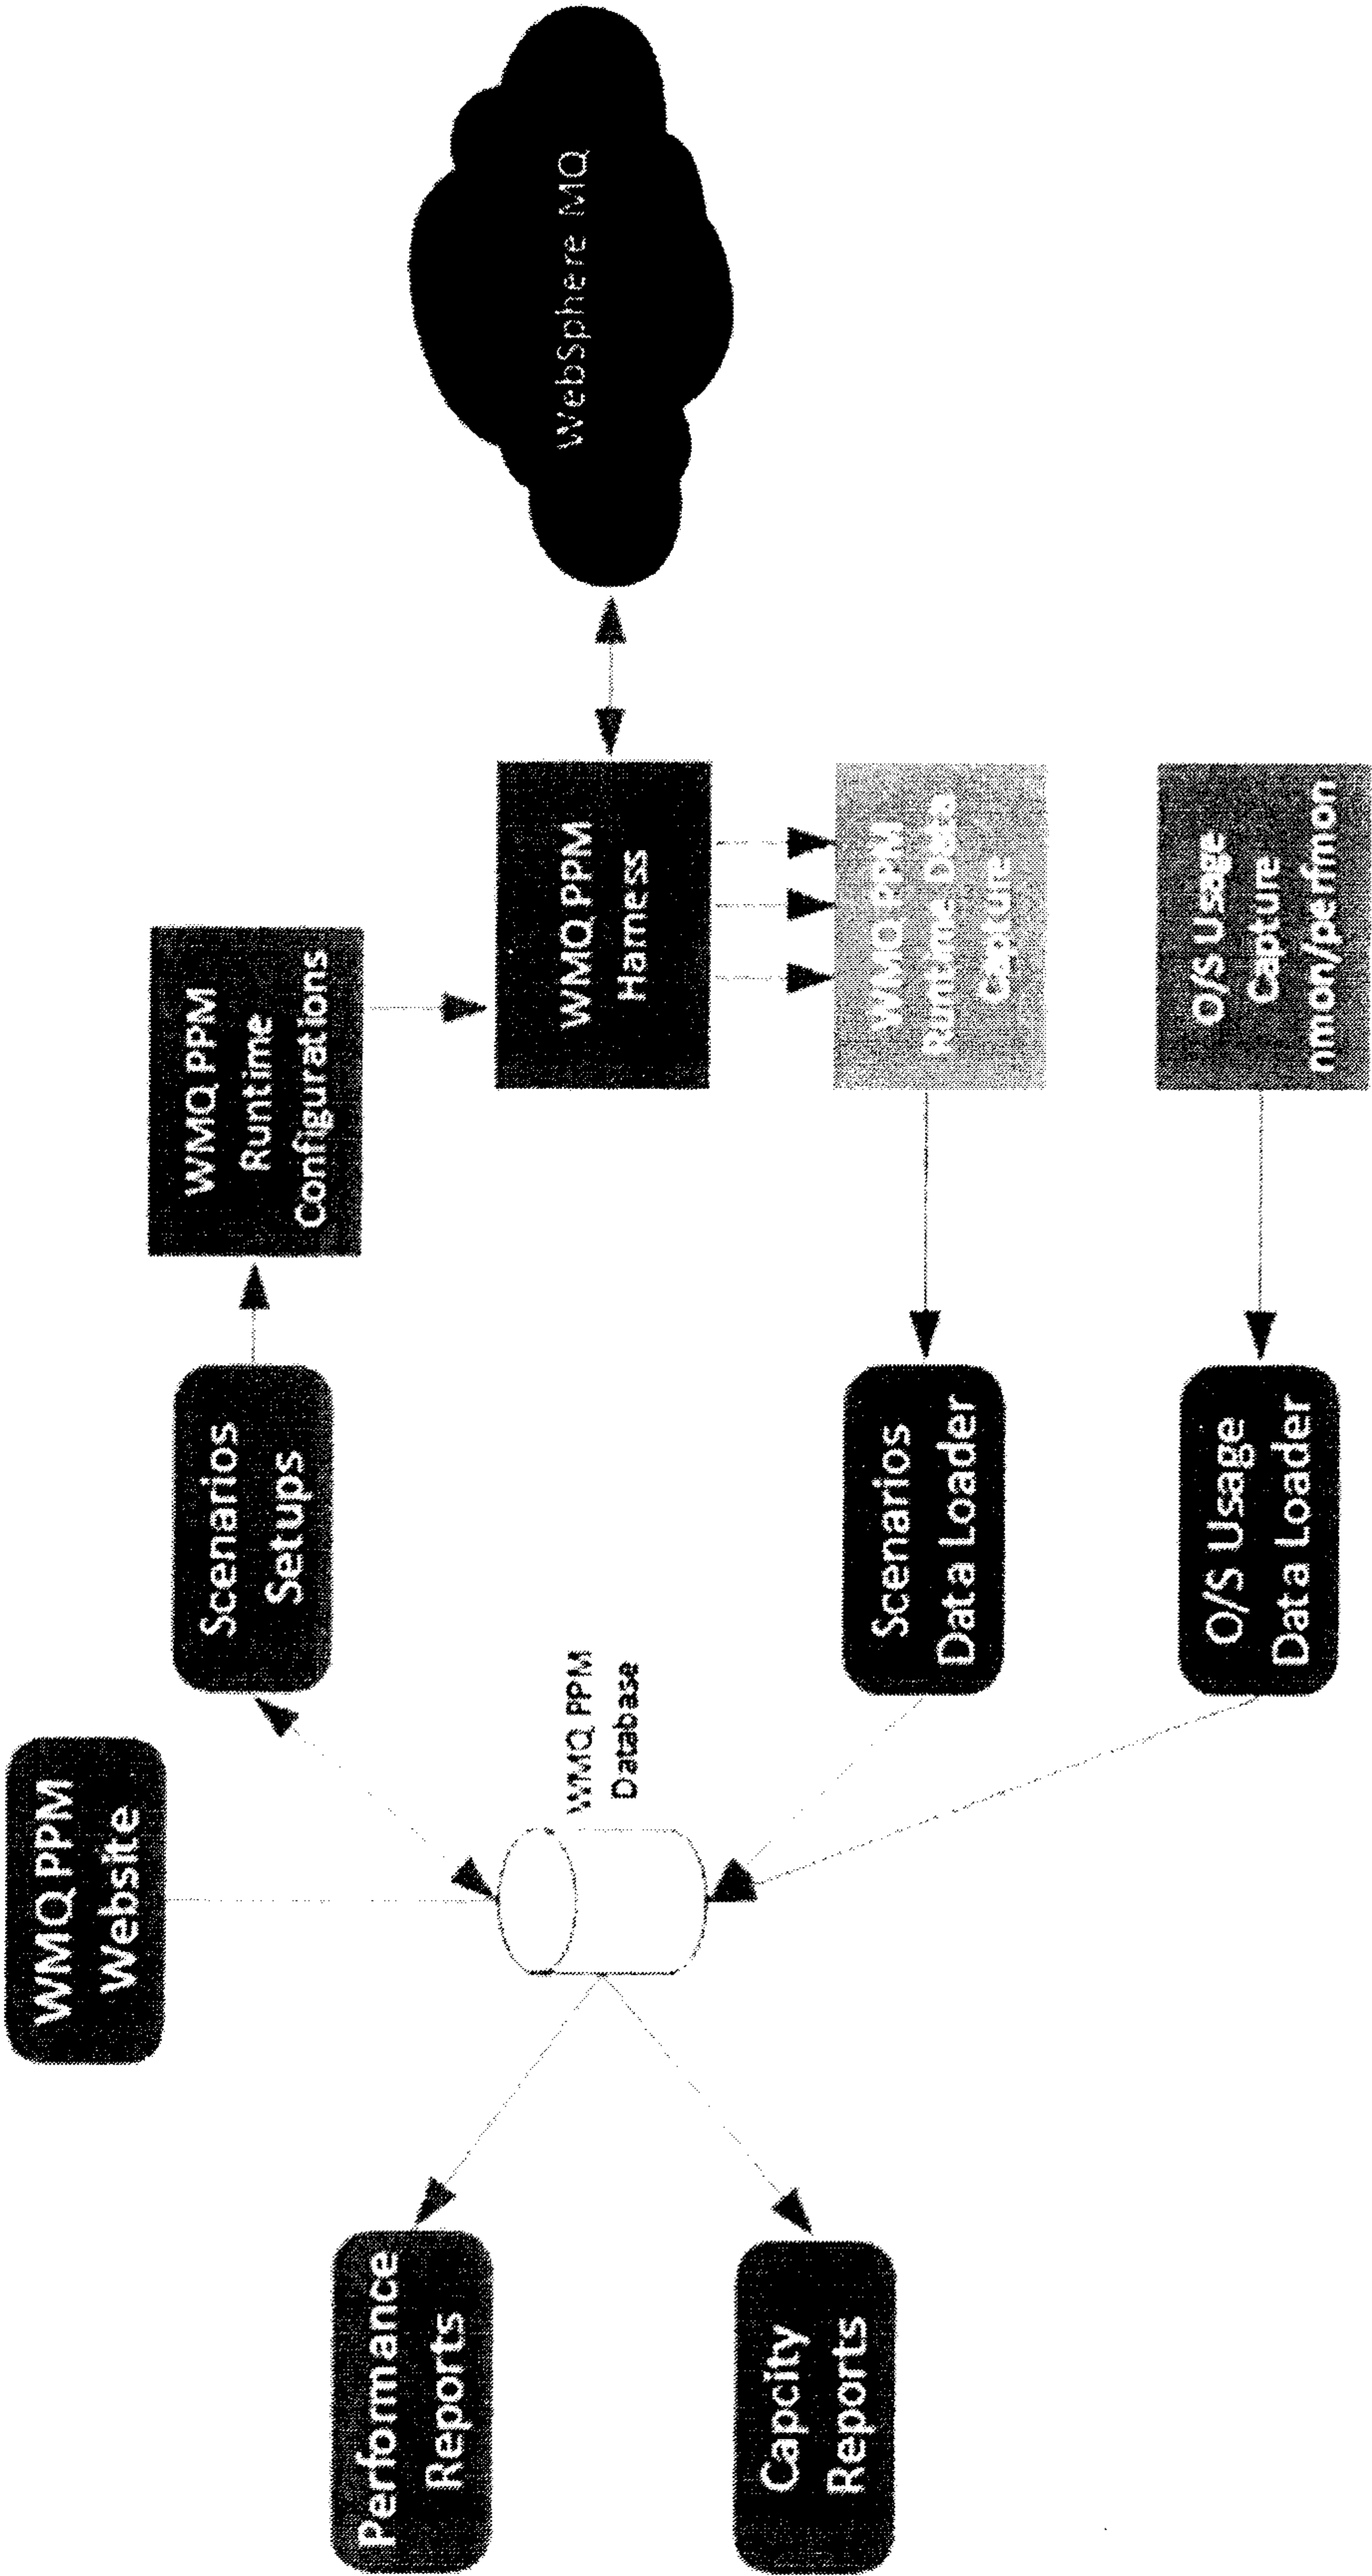 WMQ PPM
Website
Scenarios
Setups
WMQ PPM
Runtime
Configurations
Performance
Reports
WMQ PPM
Database
WMQ PPM
Harness
WebSphere MQ
Capcity
Reports
Scenarios
Data Loader
WMQ PPM
Runtime Data
Capture
O/S Usage
Data Loader
O/S Usage
Capture
nmon/perfmon